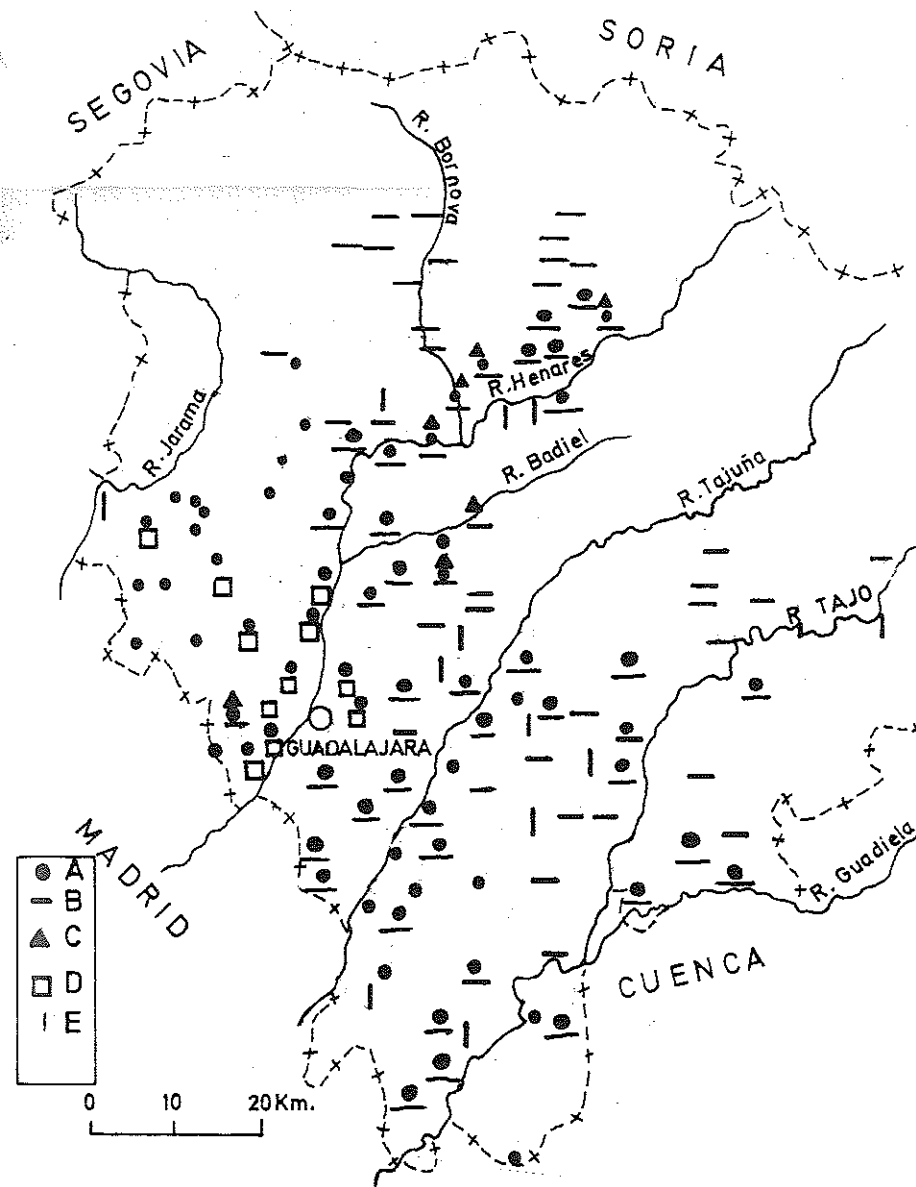 SEGOVIA
SORIA
R. Bornova
R. Henares
R. Jarama
R. Badiel
R. Tajuña
R. TAJO
GUADALAJARA
MADRID
R. Guadiela
CUENCA
A
B
C
D
E
0 10 20 Km.